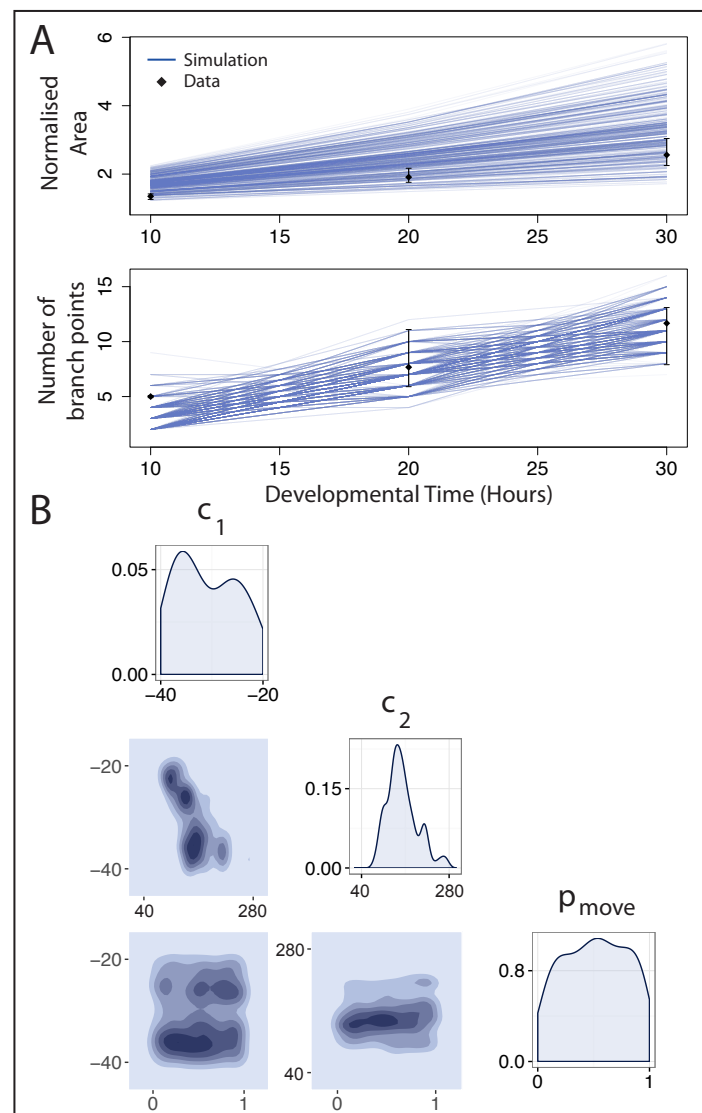 A
Normalised
Area
6
4
2
Simulation
Data
10 15 20 25 30
Number of
branch points
15
10
5
10 15 20 25 30
Developmental Time (Hours)
B
c1
0.05
0.00
−40 −20
c2
−20
−30
−40
40 280
0.15
0.00
40 280
pmove
−20
−30
−40
0 1
280
40
0 1
0.8
0.0
0 1